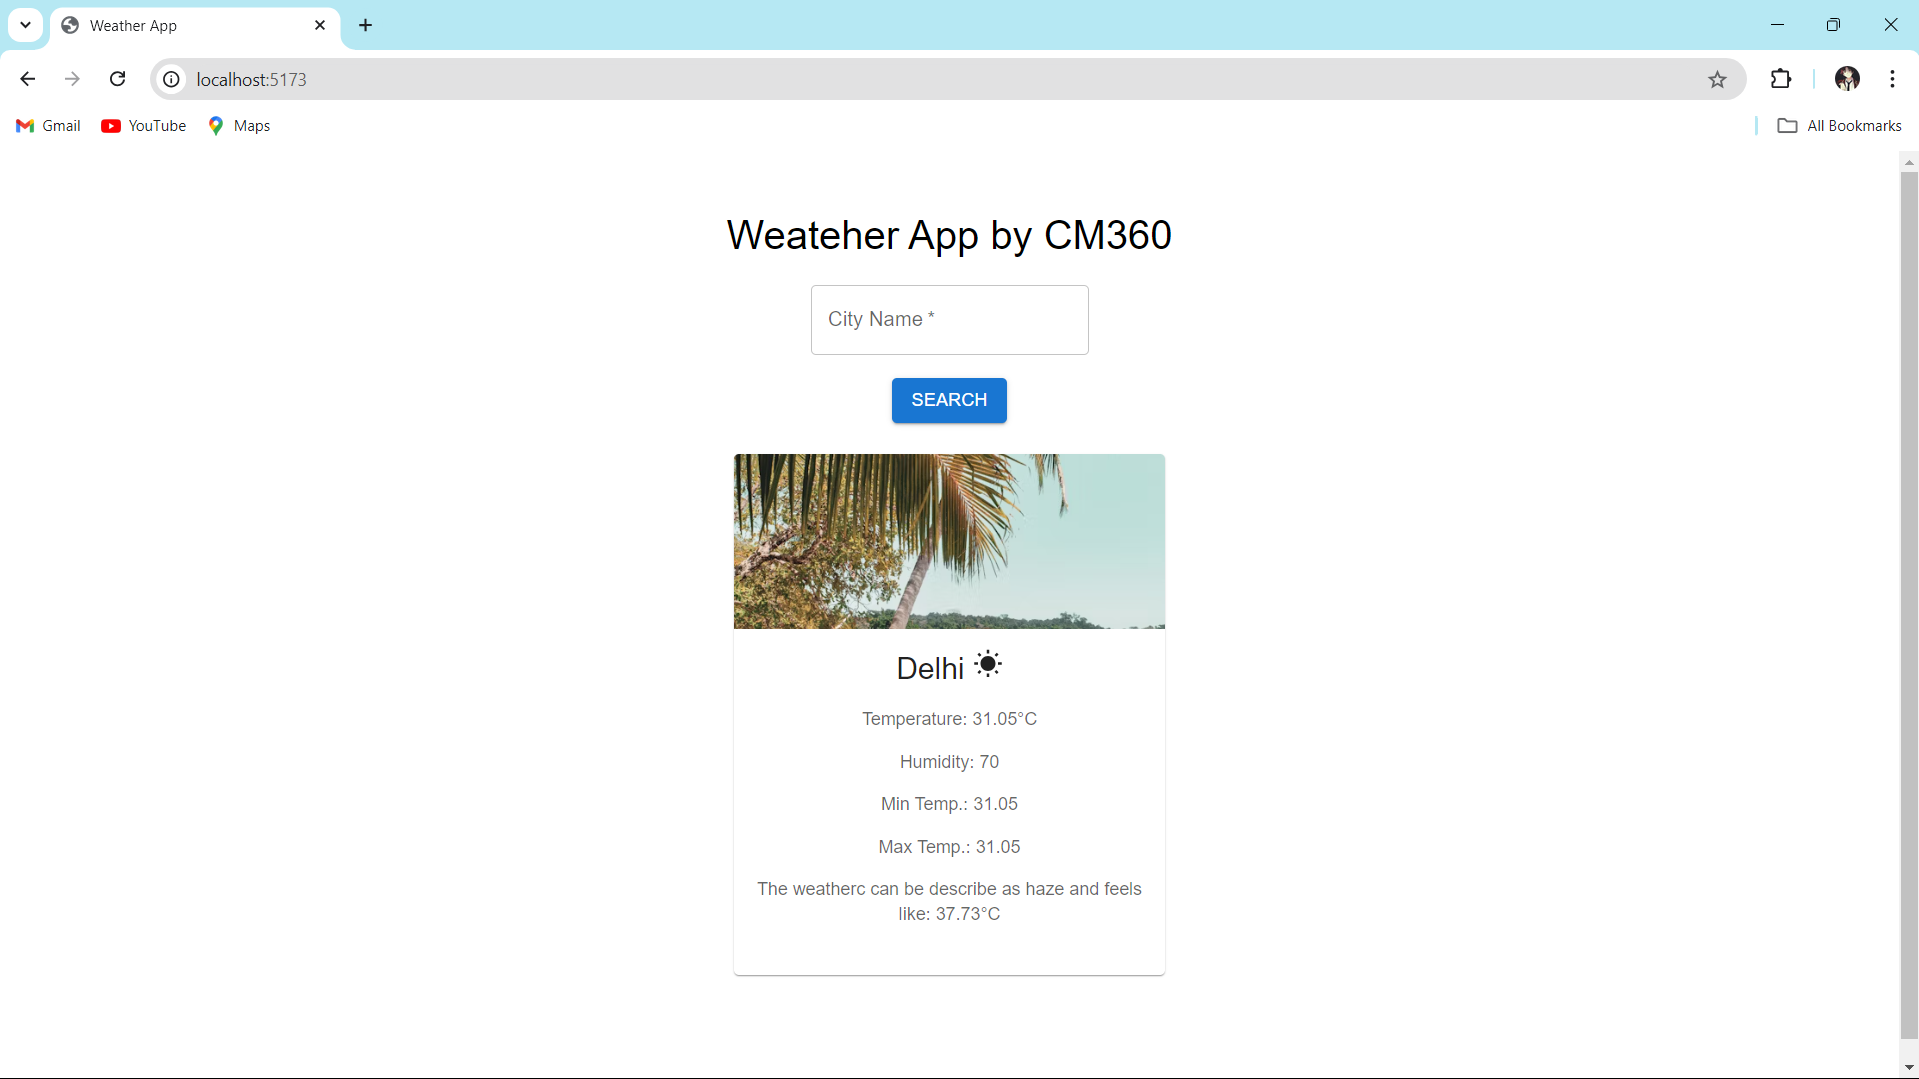 Weather App
localhost:5173
Gmail YouTube Maps All Bookmarks
Weateher App by CM360
City Name *
SEARCH
Delhi
Temperature: 31.05°C
Humidity: 70
Min Temp.: 31.05
Max Temp.: 31.05
The weatherc can be describe as haze and feels
like: 37.73°C